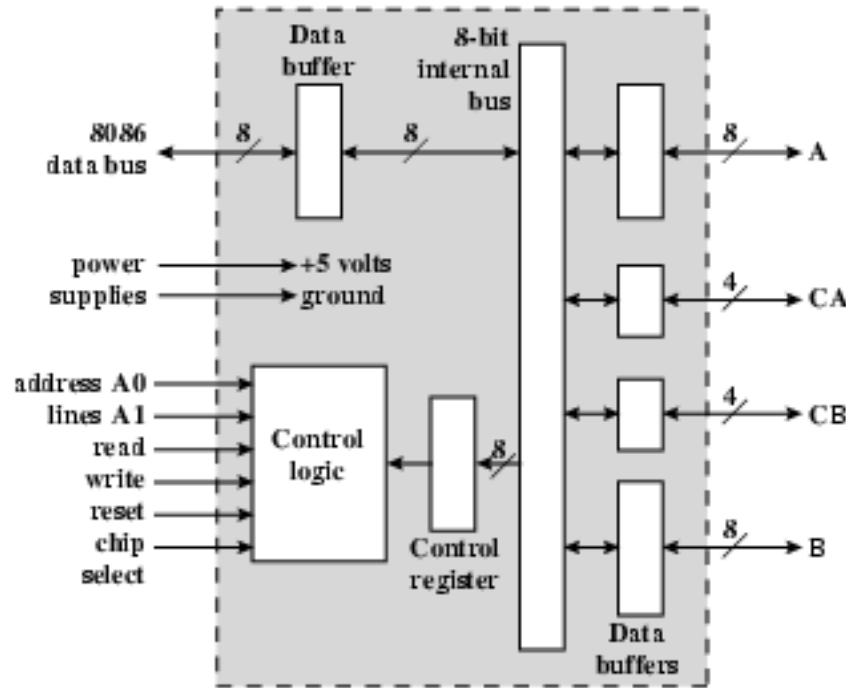 Data
buffer
8-bit
internal
bus
8086
data bus
8
8
8
A
power
supplies
+5 volts
ground
4
CA
address A0
lines A1
read
write
reset
chip
select
Control
logic
8
Control
register
4
CB
8
B
Data
buffers